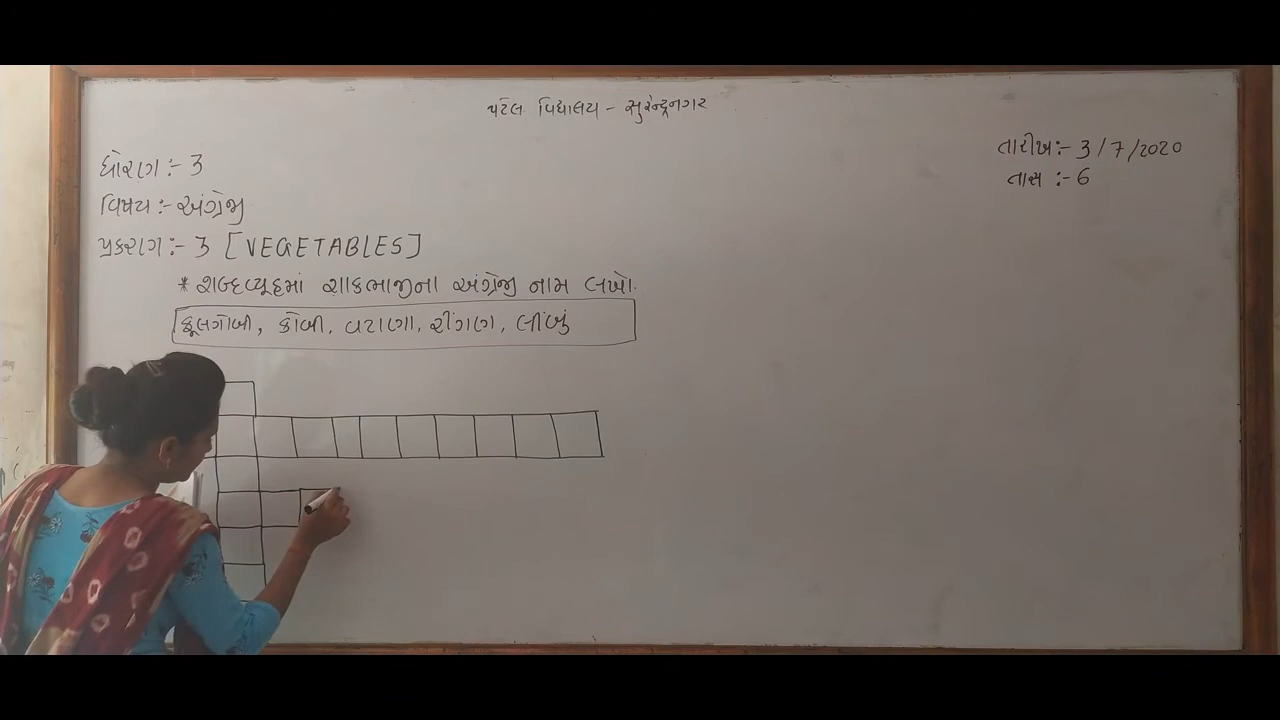 પટેલ વિદ્યાલય - સુરેન્દ્રનગર
તારીખ:- 3/7/2020
તાસ :- 6
ધોરણ :- 3
વિષય :- અંગ્રેજી
પ્રકરણ :- 3 [VEGETABLES]
* શબ્દવ્યૂહમાં શાકભાજીના અંગ્રેજી નામ લખો.
ફૂલગોબી, કોબી, વટાણા, રીંગણ, લીંબું